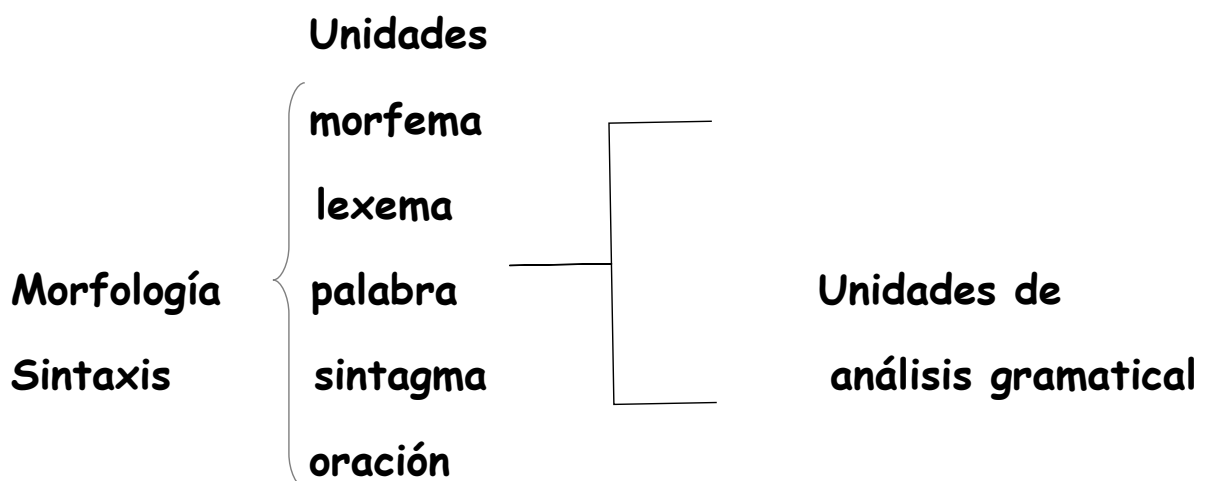 Unidades
morfema
lexema
Morfología palabra Unidades de
Sintaxis sintagma análisis gramatical
oración